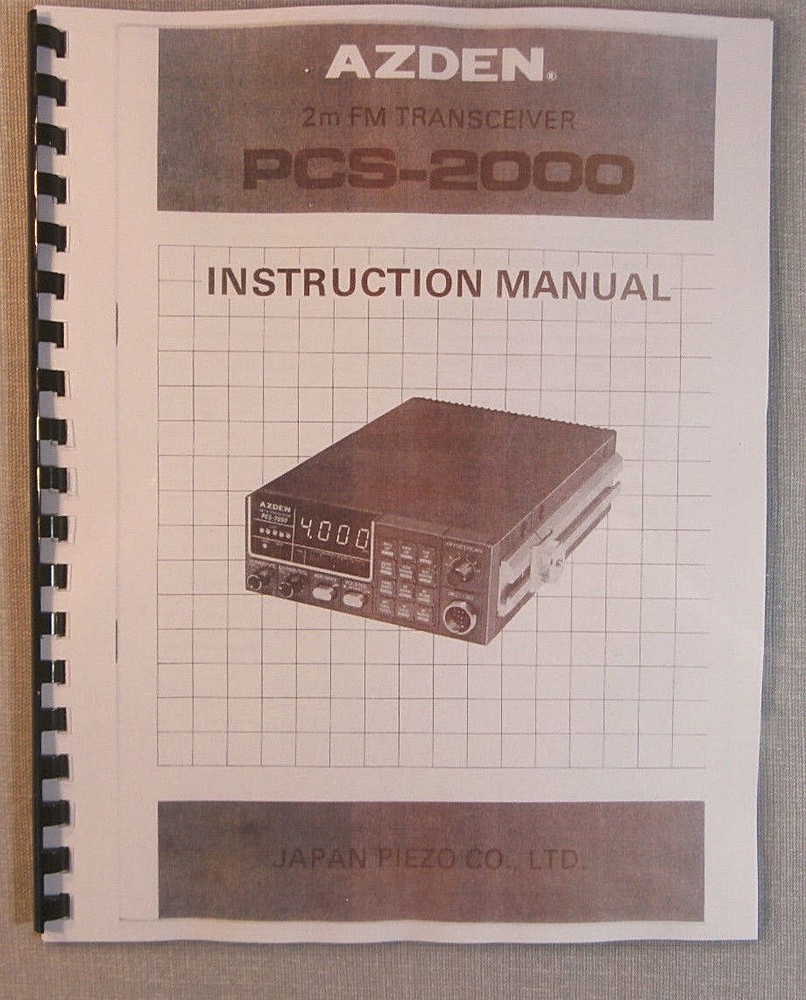 AZDEN®
2m FM TRANSCEIVER
PCS-2000
INSTRUCTION MANUAL
AZDEN
PCS-2000
4.000
JAPAN PIEZO CO., LTD.